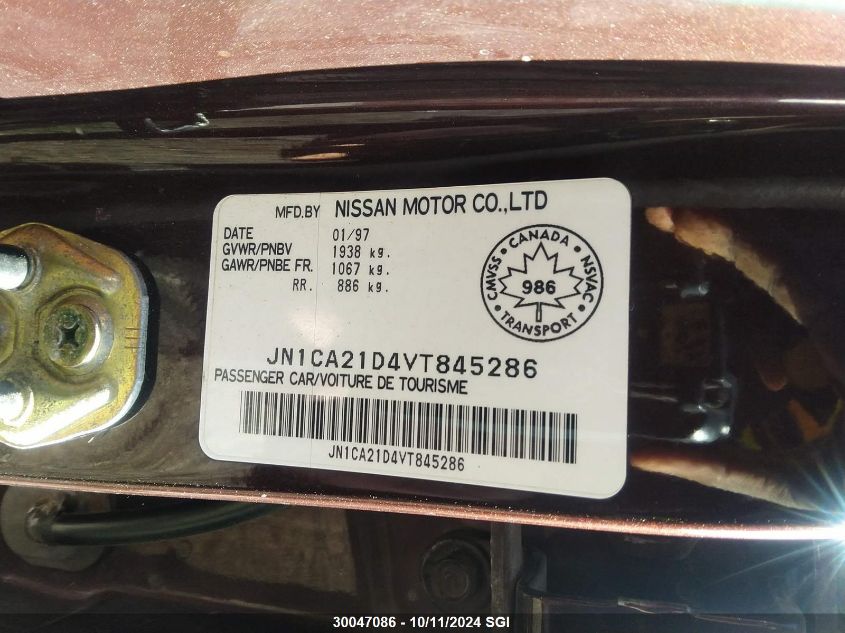 MFD.BY NISSAN MOTOR CO.,LTD
DATE 01/97
GVWR/PNBV 1938 kg.
GAWR/PNBE FR. 1067 kg.
RR. 886 kg.
CMVSS · CANADA · NSVAC · TRANSPORT ·
986
JN1CA21D4VT845286
PASSENGER CAR/VOITURE DE TOURISME
JN1CA21D4VT845286
30047086 - 10/11/2024 SGI